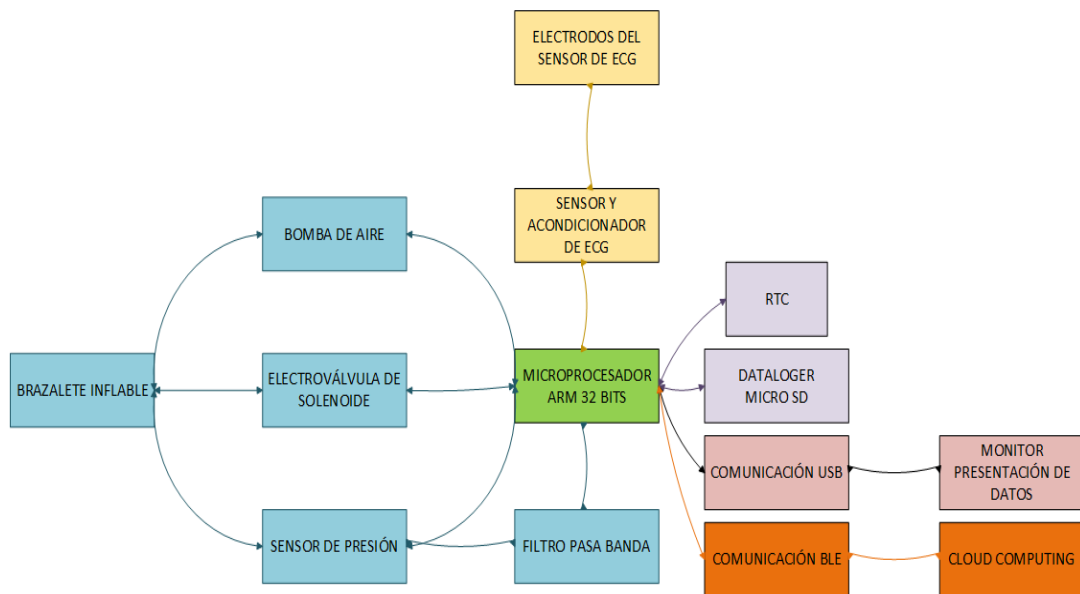 ELECTRODOS DEL
SENSOR DE ECG
SENSOR Y
ACONDICIONADOR
DE ECG
BOMBA DE AIRE
RTC
BRAZALETE INFLABLE
ELECTROVÁLVULA DE
SOLENOIDE
MICROPROCESADOR
ARM 32 BITS
DATALOGER
MICRO SD
COMUNICACIÓN USB
MONITOR
PRESENTACIÓN DE
DATOS
SENSOR DE PRESIÓN
FILTRO PASA BANDA
COMUNICACIÓN BLE
CLOUD COMPUTING